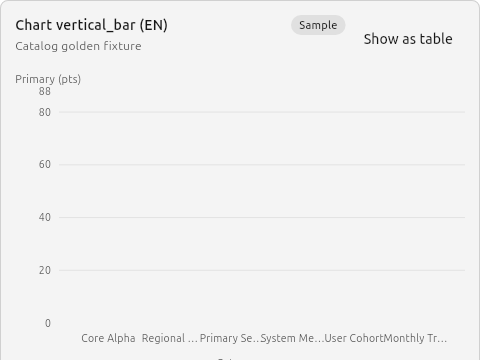 Chart vertical_bar (EN)
Sample
Show as table
Catalog golden fixture
Primary (pts)
88
80
60
40
20
0
Core Alpha Regional … Primary Se… System Me… User Cohort Monthly Tr…